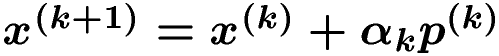 x^{(k+1)} = x^{(k)} + α_k p^{(k)}